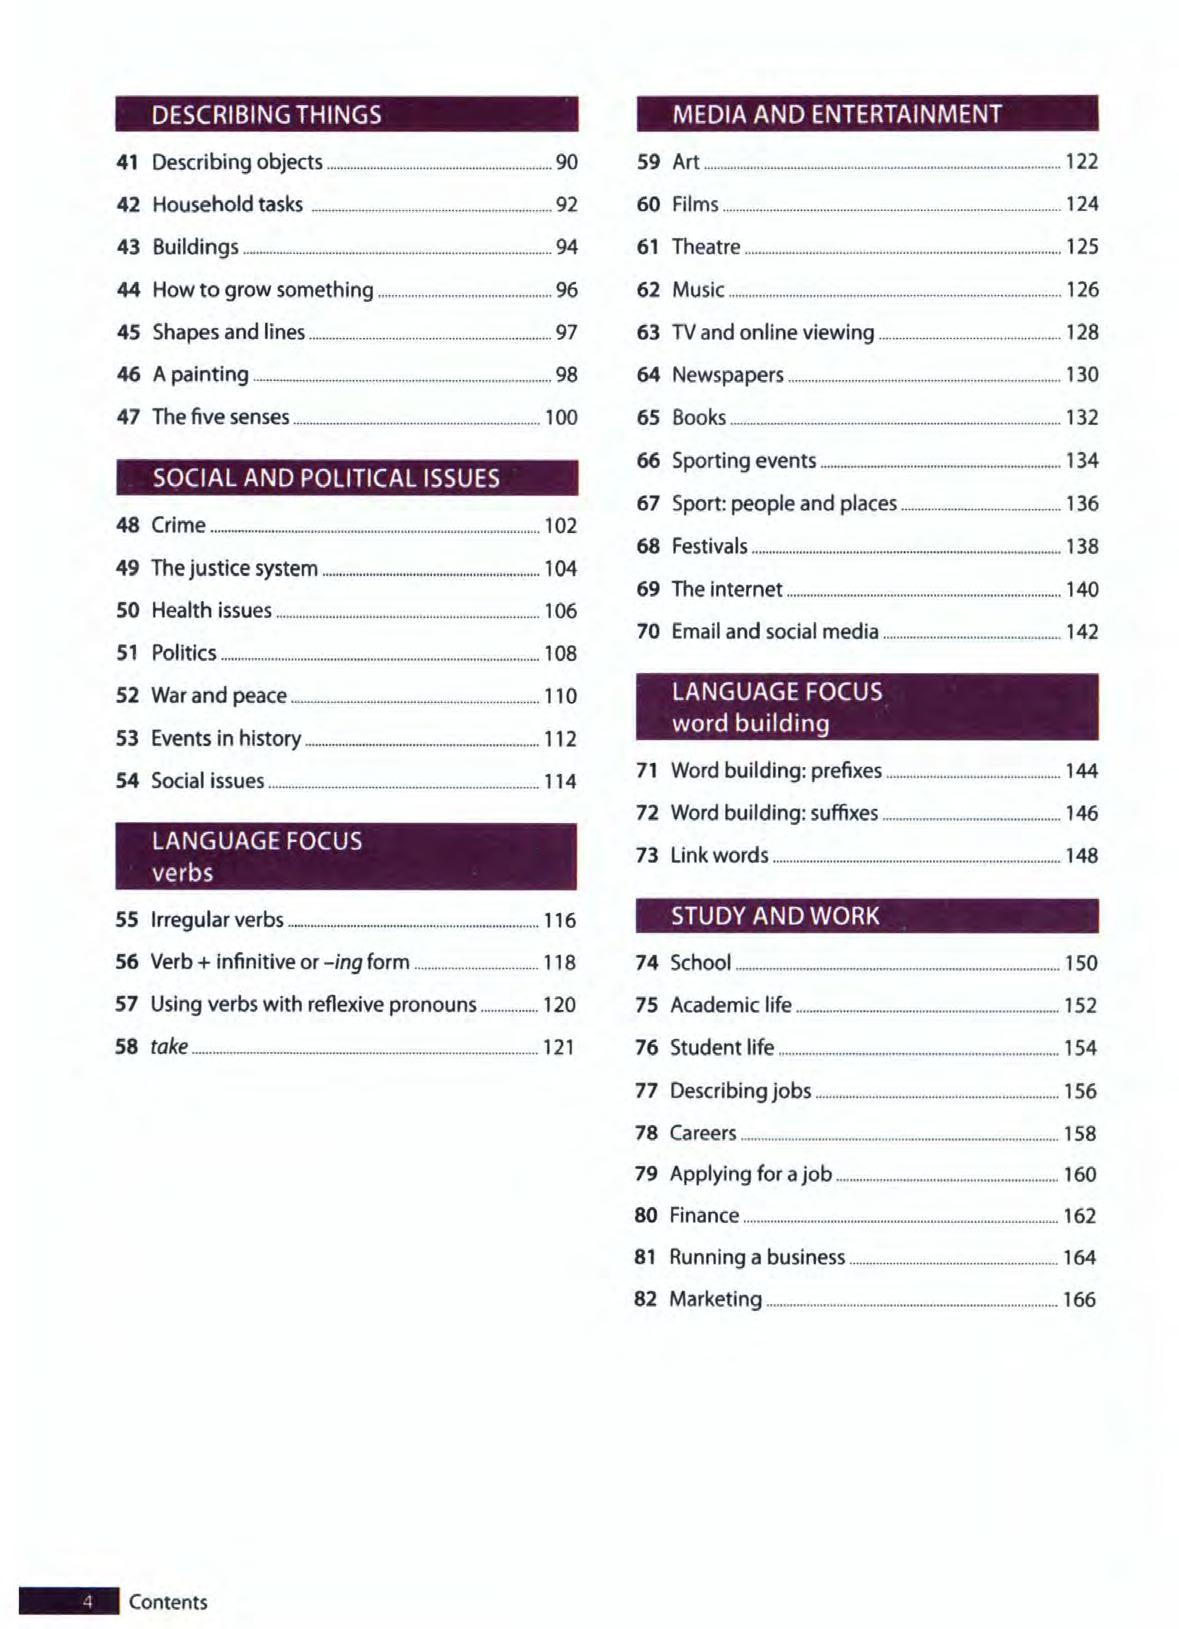 DESCRIBING THINGS
41 Describing objects 90
42 Household tasks 92
43 Buildings 94
44 How to grow something 96
45 Shapes and lines 97
46 A painting 98
47 The five senses 100
SOCIAL AND POLITICAL ISSUES
48 Crime 102
49 The justice system 104
50 Health issues 106
51 Politics 108
52 War and peace 110
53 Events in history 112
54 Social issues 114
LANGUAGE FOCUS
verbs
55 Irregular verbs 116
56 Verb + infinitive or –ing form 118
57 Using verbs with reflexive pronouns 120
58 take 121
MEDIA AND ENTERTAINMENT
59 Art 122
60 Films 124
61 Theatre 125
62 Music 126
63 TV and online viewing 128
64 Newspapers 130
65 Books 132
66 Sporting events 134
67 Sport: people and places 136
68 Festivals 138
69 The internet 140
70 Email and social media 142
LANGUAGE FOCUS
word building
71 Word building: prefixes 144
72 Word building: suffixes 146
73 Link words 148
STUDY AND WORK
74 School 150
75 Academic life 152
76 Student life 154
77 Describing jobs 156
78 Careers 158
79 Applying for a job 160
80 Finance 162
81 Running a business 164
82 Marketing 166
4 Contents